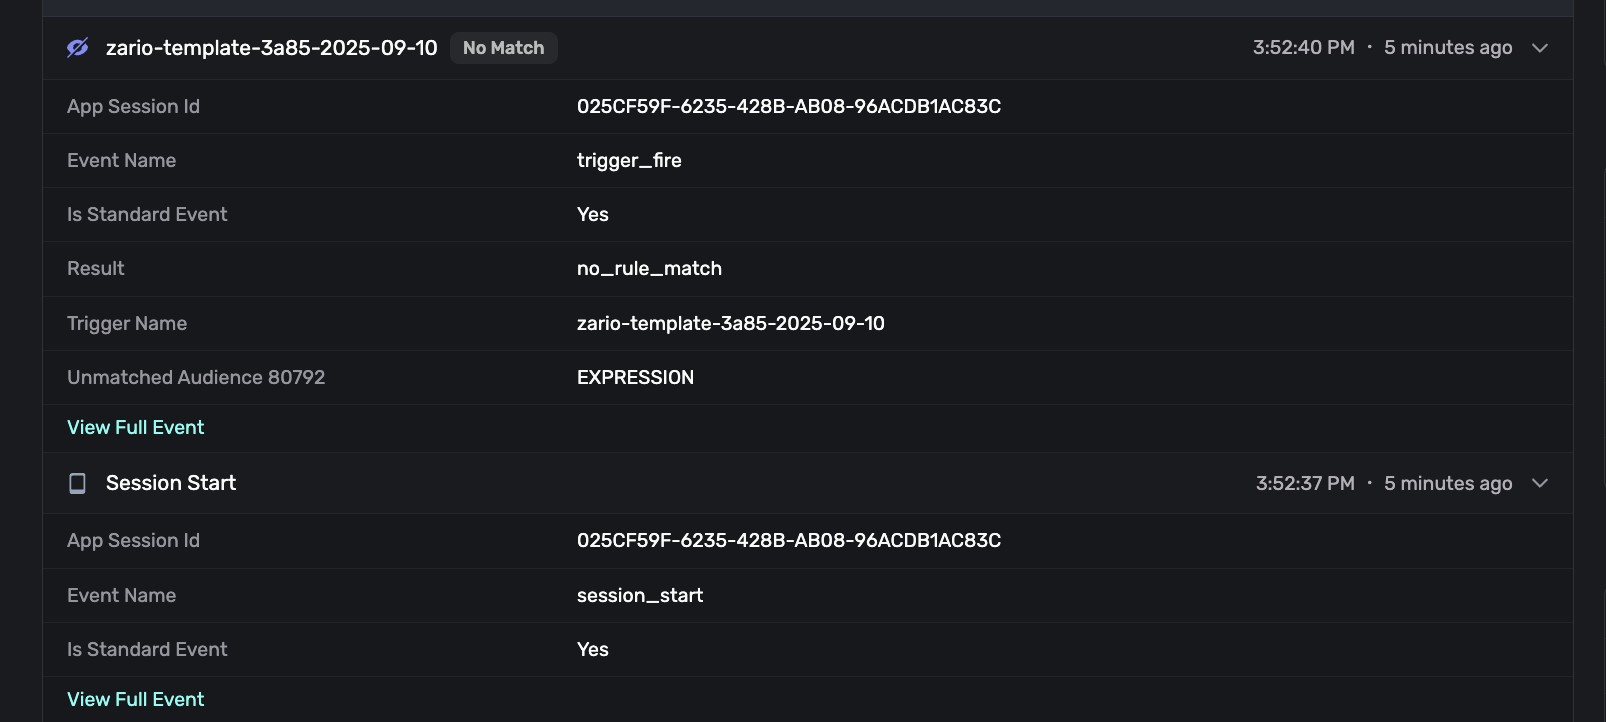 zario-template-3a85-2025-09-10 No Match 3:52:40 PM · 5 minutes ago
App Session Id 025CF59F-6235-428B-AB08-96ACDB1AC83C
Event Name trigger_fire
Is Standard Event Yes
Result no_rule_match
Trigger Name zario-template-3a85-2025-09-10
Unmatched Audience 80792 EXPRESSION
View Full Event
Session Start 3:52:37 PM · 5 minutes ago
App Session Id 025CF59F-6235-428B-AB08-96ACDB1AC83C
Event Name session_start
Is Standard Event Yes
View Full Event